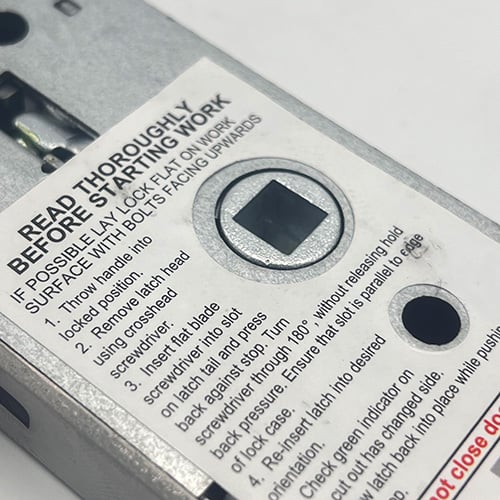 READ THOROUGHLY
BEFORE STARTING WORK
IF POSSIBLE LAY LOCK FLAT ON WORK
SURFACE WITH BOLTS FACING UPWARDS
1. Throw handle into
locked position.
2. Remove latch head
using crosshead
screwdriver.
3. Insert flat blade
screwdriver into slot
on latch tail and press
back against stop. Turn
screwdriver through 180°, without releasing hold
back pressure. Ensure that slot is parallel to edge
of lock case.
4. Re-insert latch into desired
orientation.
Check green indicator on
cut out has changed side.
latch back into place while
not close